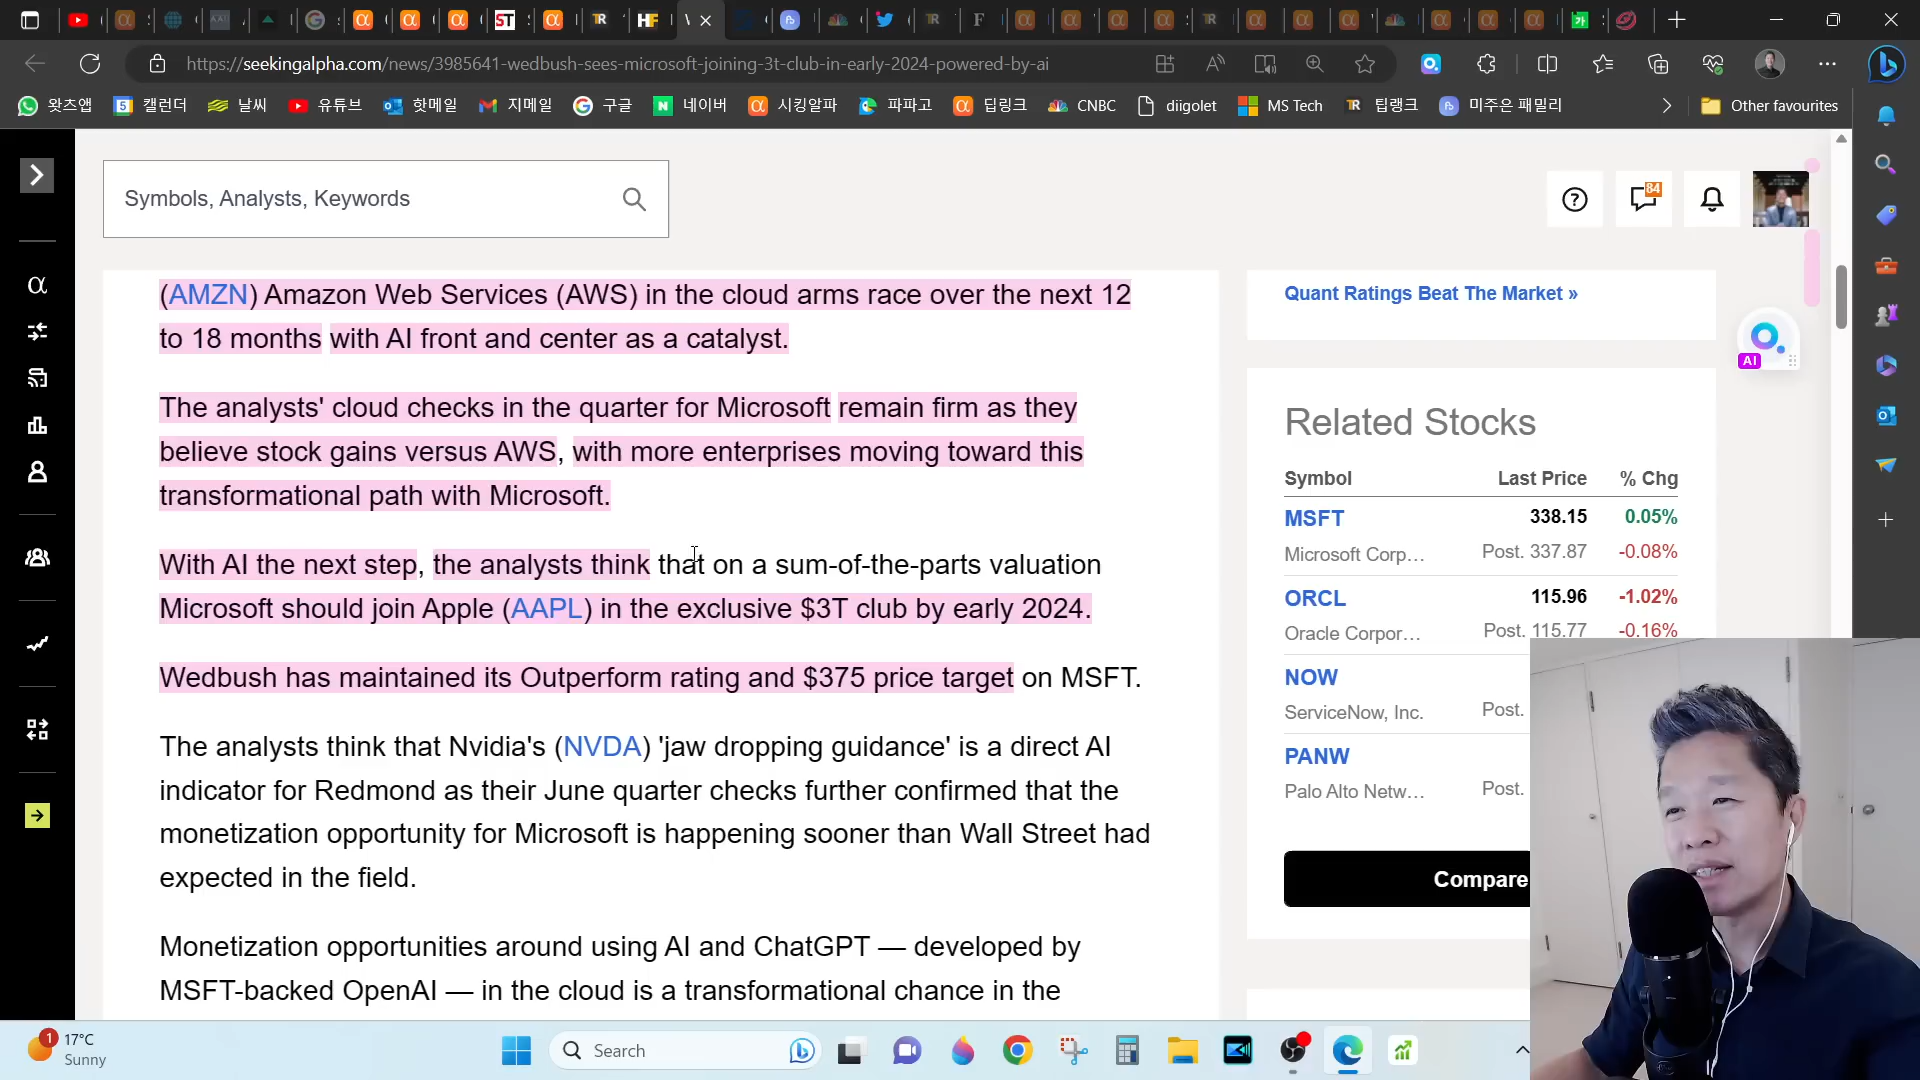 https://seekingalpha.com/news/3985641-wedbush-sees-microsoft-joining-3t-club-in-early-2024-powered-by-ai
왓츠앱 캘린더 날씨 유튜브 핫메일 지메일 구글 네이버 시킹알파 파파고 딥링크 CNBC diigolet MS Tech 팁랭크 미주은 패밀리 Other favourites
Symbols, Analysts, Keywords
84
(AMZN) Amazon Web Services (AWS) in the cloud arms race over the next 12
to 18 months with AI front and center as a catalyst.
The analysts' cloud checks in the quarter for Microsoft remain firm as they
believe stock gains versus AWS, with more enterprises moving toward this
transformational path with Microsoft.
With AI the next step, the analysts think that on a sum-of-the-parts valuation
Microsoft should join Apple (AAPL) in the exclusive $3T club by early 2024.
Wedbush has maintained its Outperform rating and $375 price target on MSFT.
The analysts think that Nvidia's (NVDA) 'jaw dropping guidance' is a direct AI
indicator for Redmond as their June quarter checks further confirmed that the
monetization opportunity for Microsoft is happening sooner than Wall Street had
expected in the field.
Monetization opportunities around using AI and ChatGPT — developed by
MSFT-backed OpenAI — in the cloud is a transformational chance in the
Quant Ratings Beat The Market »
AI
Related Stocks
Symbol Last Price % Chg
MSFT 338.15 0.05%
Microsoft Corp… Post. 337.87 -0.08%
ORCL 115.96 -1.02%
Oracle Corpor… Post. 115.77 -0.16%
NOW
ServiceNow, Inc. Post.
PANW
Palo Alto Netw… Post.
Compare
1
17°C
Sunny
Search